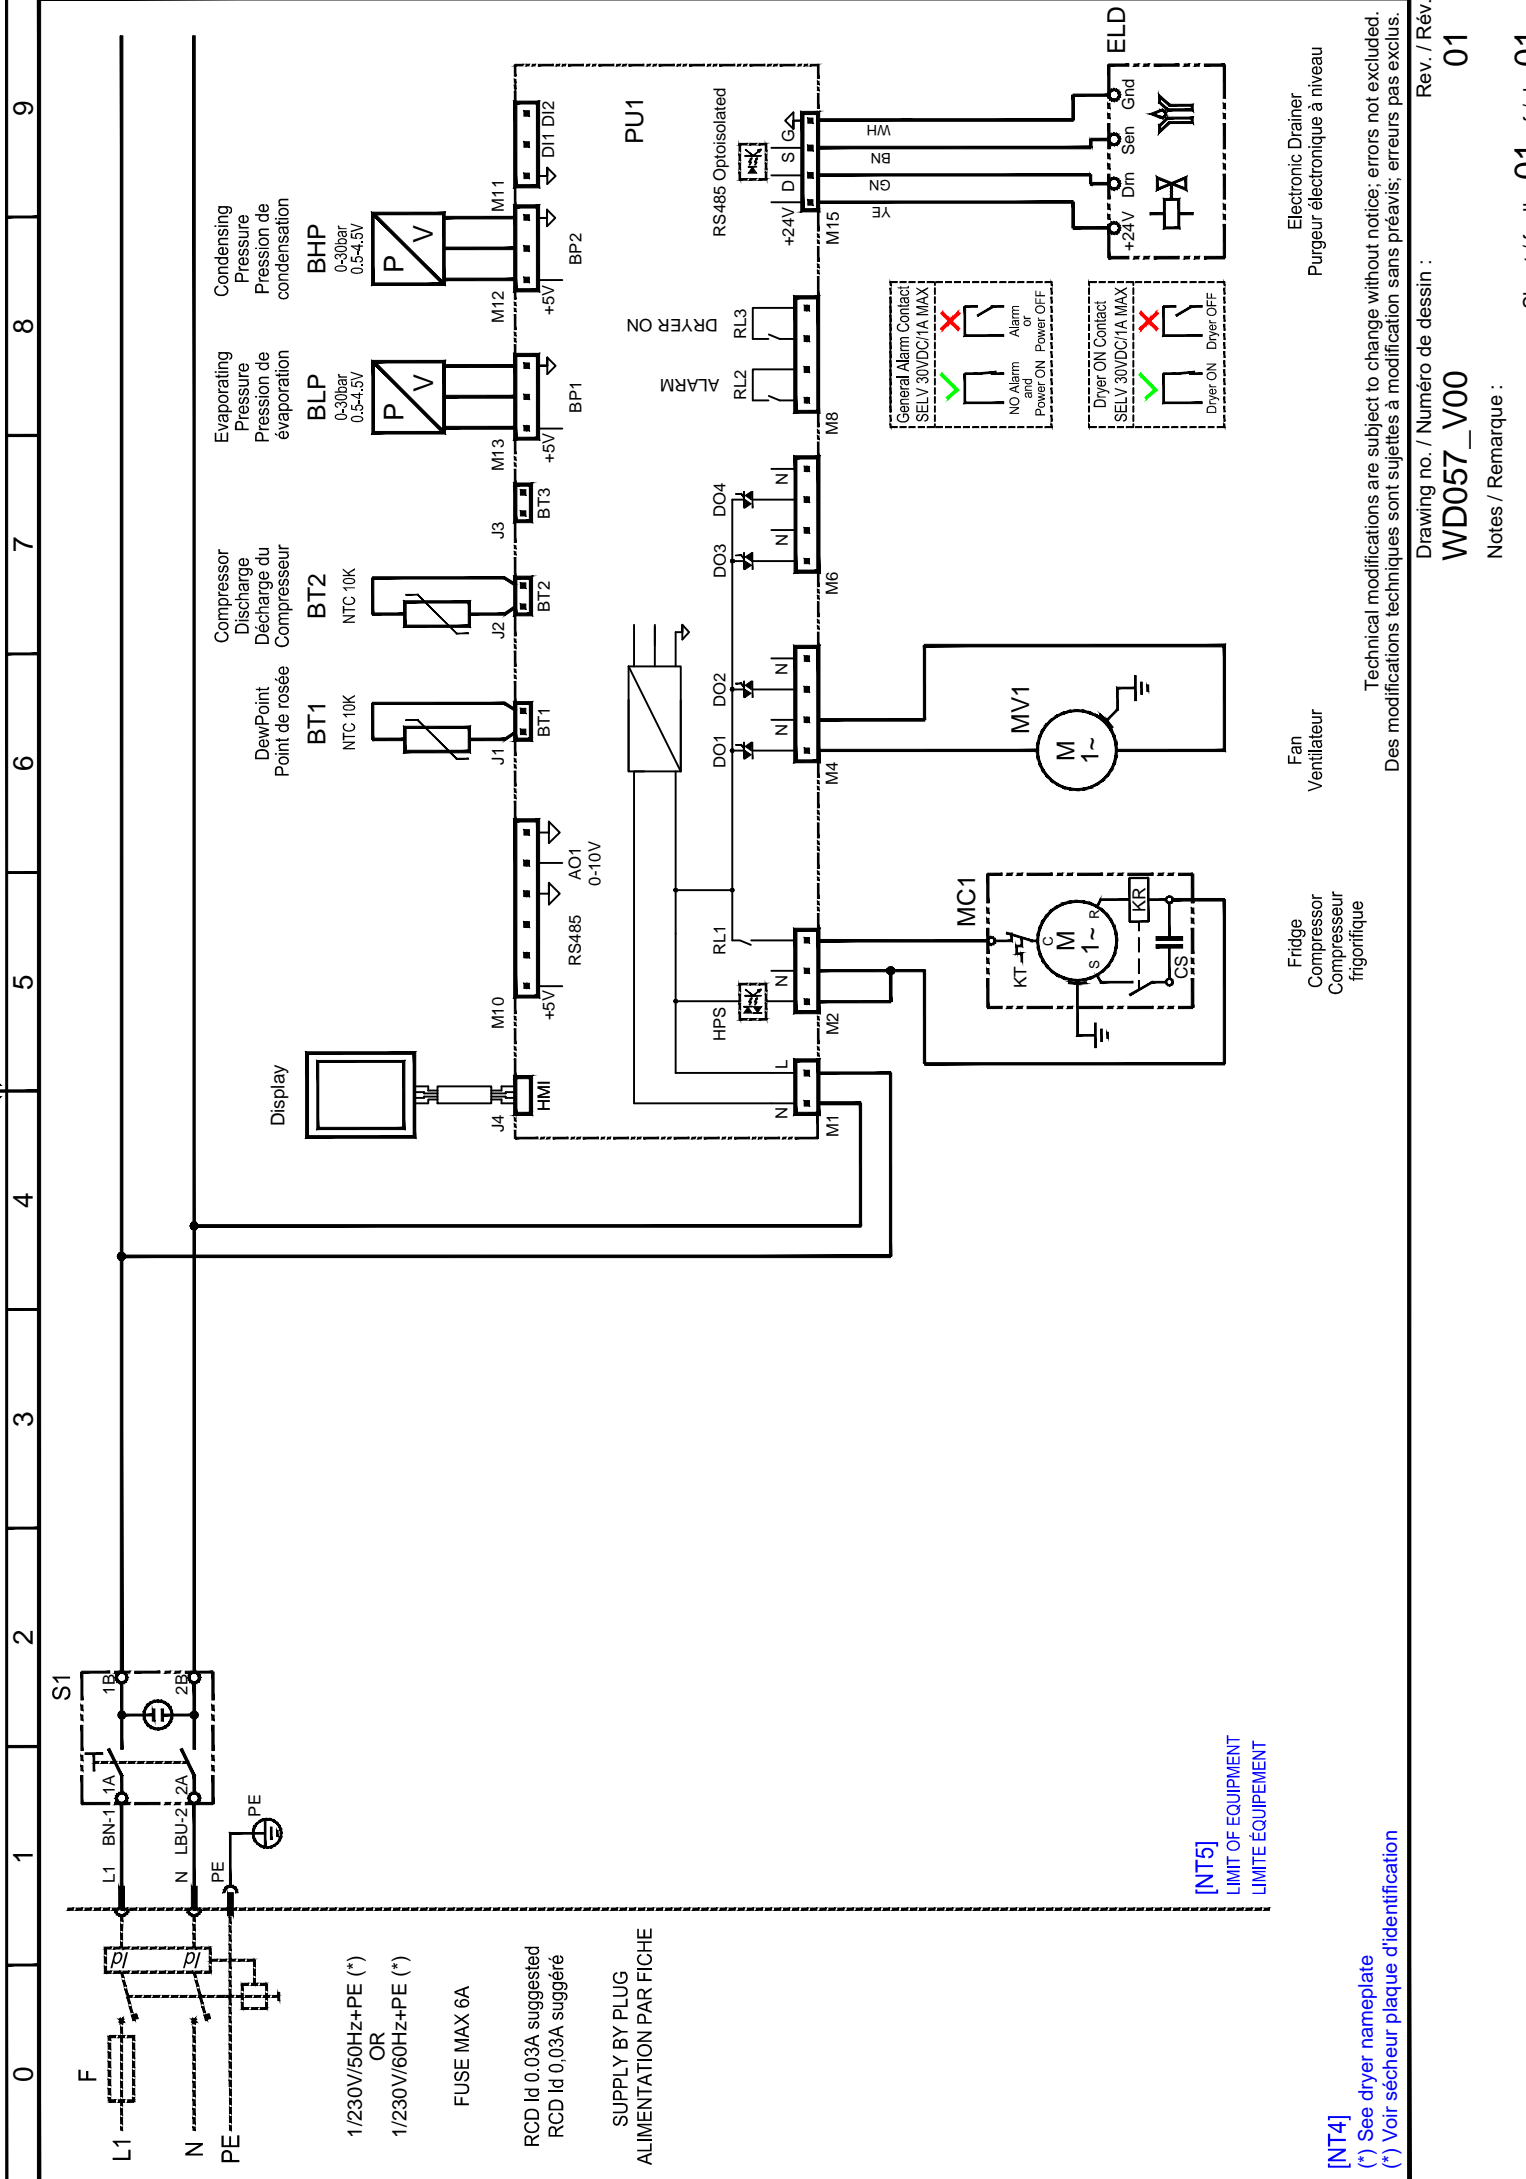 0
1
2
3
4
5
6
7
8
9
F
L1
N
PE
Id
Id
L1
BN-1
1A
1B
N
LBU-2
2A
2B
PE
PE
S1
1/230V/50Hz+PE (*)
OR
1/230V/60Hz+PE (*)
FUSE MAX 6A
RCD Id 0.03A suggested
RCD Id 0,03A suggéré
SUPPLY BY PLUG
ALIMENTATION PAR FICHE
[NT5]
LIMIT OF EQUIPMENT
LIMITE ÉQUIPEMENT
[NT4]
(*) See dryer nameplate
(*) Voir sécheur plaque d'identification
Display
J4
HMI
M10
+5V
RS485
AO1
0-10V
DewPoint
Point de rosée
BT1
NTC 10K
J1
BT1
Compressor
Discharge
Décharge du
Compresseur
BT2
NTC 10K
J2
BT2
J3
BT3
Evaporating
Pressure
Pression de
évaporation
BLP
0-30bar
0.5-4.5V
P
V
M13
+5V
BP1
Condensing
Pressure
Pression de
condensation
BHP
0-30bar
0.5-4.5V
P
V
M12
+5V
BP2
M11
DI1 DI2
PU1
N
L
M1
HPS
N
RL1
M2
DO1
N
DO2
N
M4
DO3
N
DO4
N
M6
ALARM
DRYER ON
RL2
RL3
M8
RS485 Optoisolated
+24V
D
S
G
M15
YE
GN
BN
WH
ELD
+24V
Drn
Sen
Gnd
General Alarm Contact
SELV 30VDC/1A MAX
NO Alarm
and
Power ON
Alarm
or
Power OFF
Dryer ON Contact
SELV 30VDC/1A MAX
Dryer ON
Dryer OFF
MC1
KT
C
M
1~
S
R
KR
CS
MV1
M
1~
Fridge
Compressor
Compresseur
frigorifique
Fan
Ventilateur
Electronic Drainer
Purgeur électronique à niveau
Technical modifications are subject to change without notice; errors not excluded.
Des modifications techniques sont sujettes à modification sans préavis; erreurs pas exclus.
Drawing no. / Numéro de dessin :
WD057_V00
Rev. / Rév.
01
Notes / Remarque :